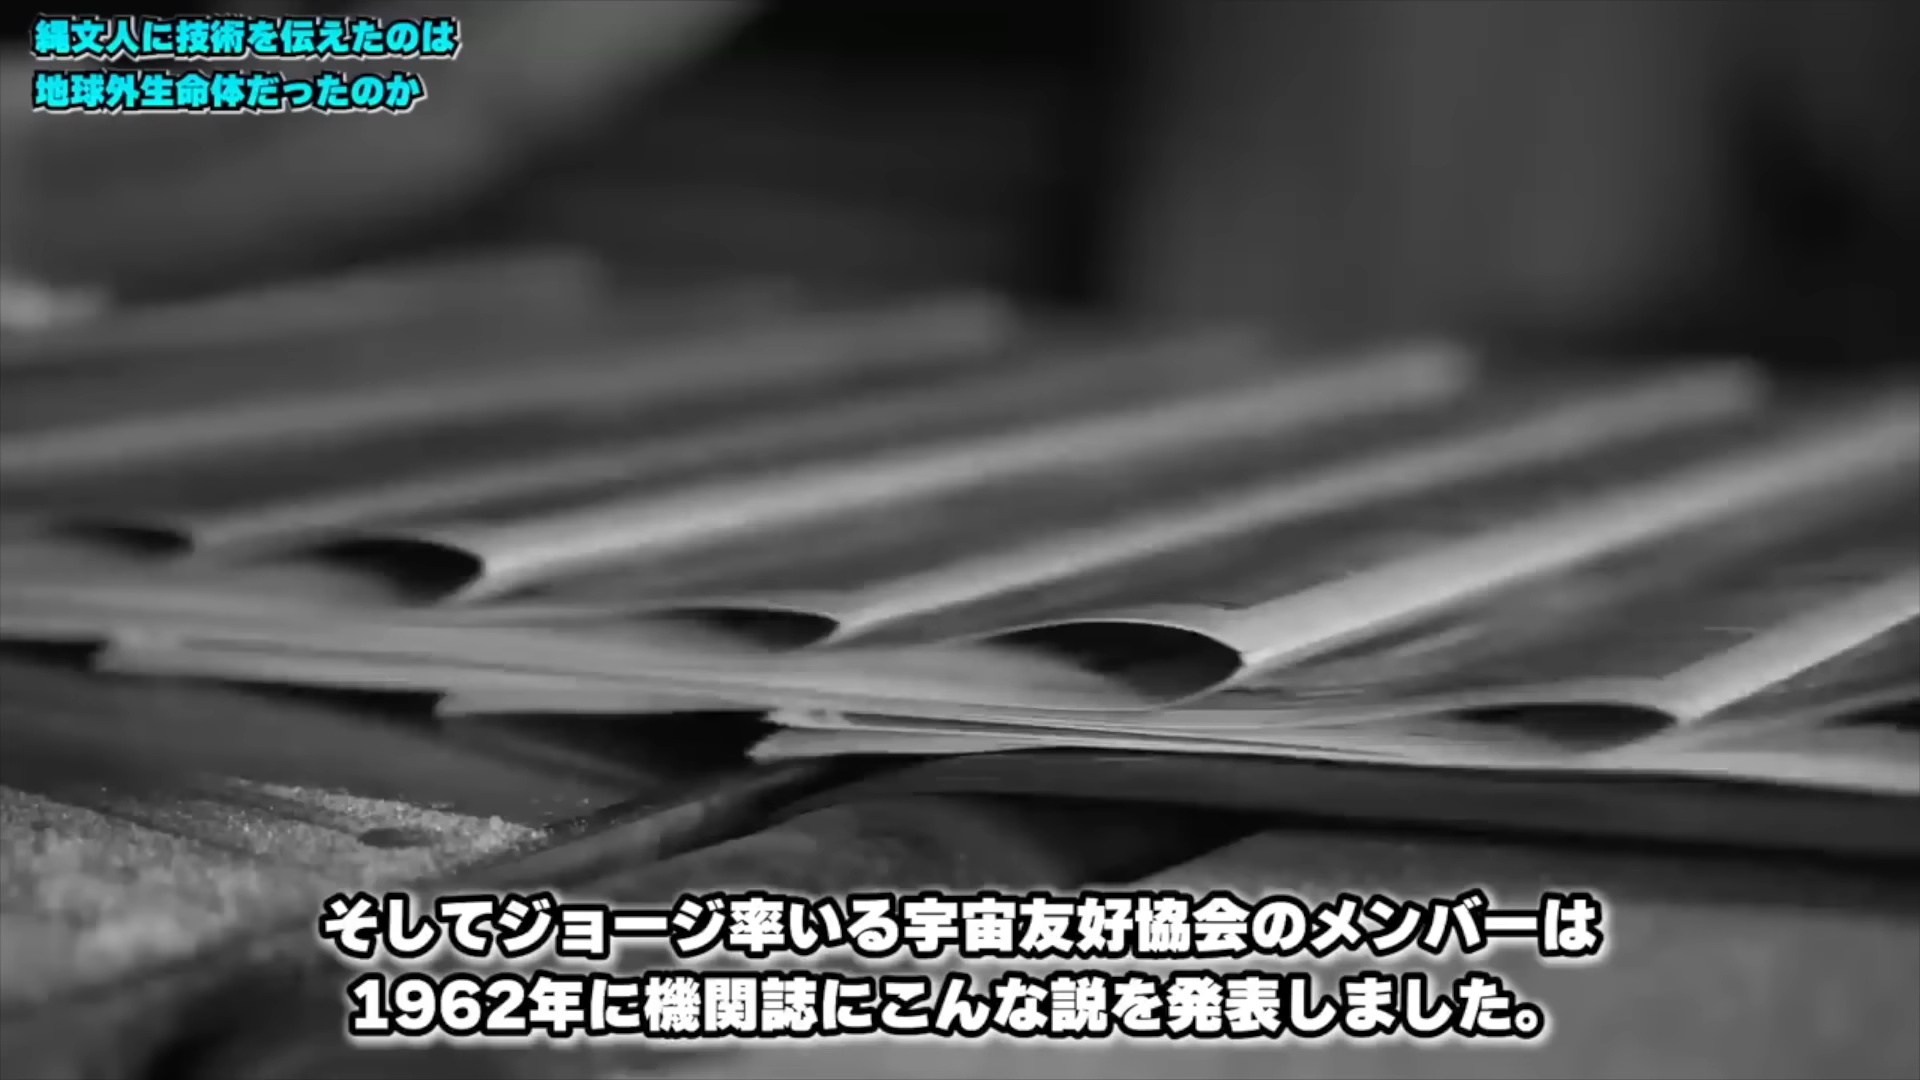 縄文人に技術を伝えたのは
地球外生命体だったのか
そしてジョージ率いる宇宙友好協会のメンバーは
1962年に機関誌にこんな説を発表しました。